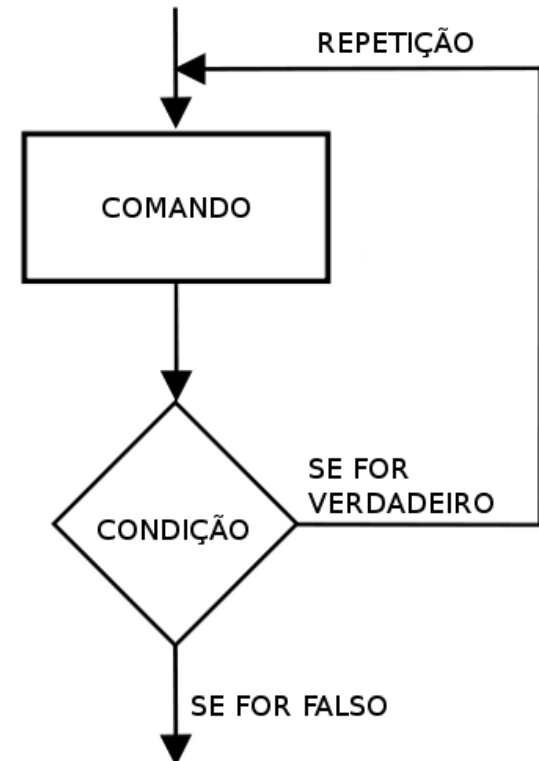 REPETIÇÃO
COMANDO
SE FOR
VERDADEIRO
CONDIÇÃO
SE FOR FALSO